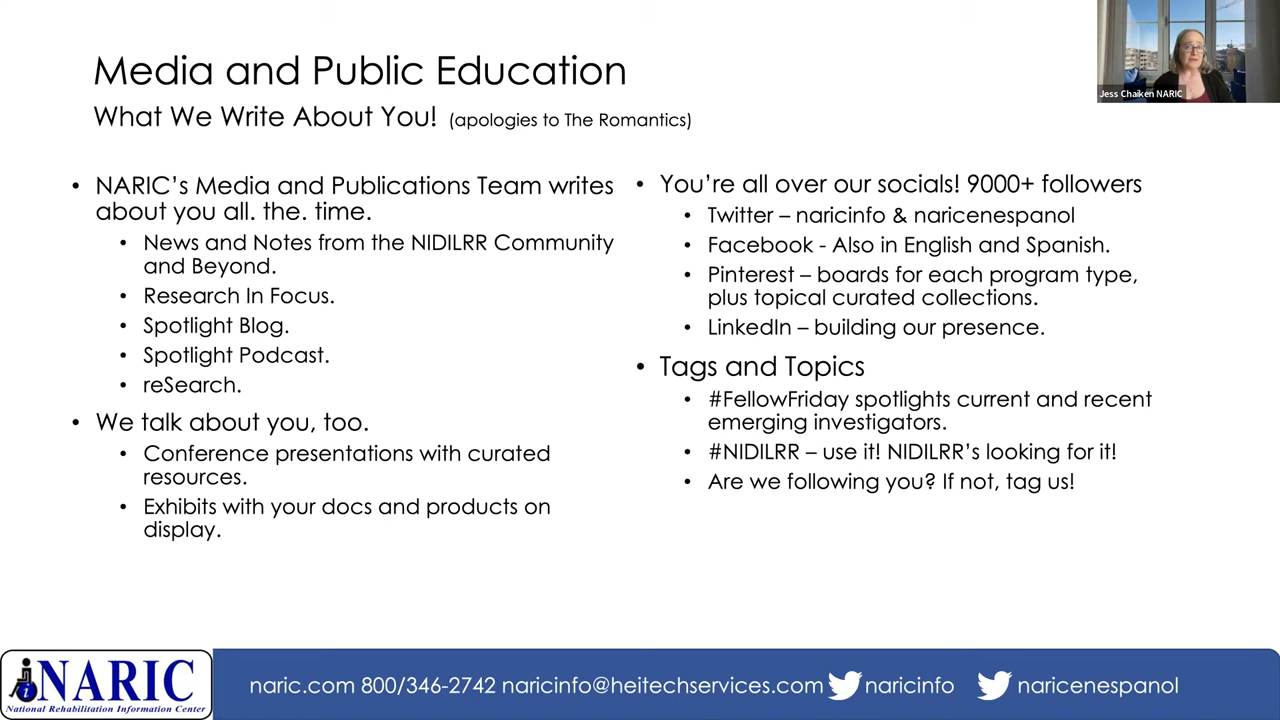 Media and Public Education
What We Write About You! (apologies to The Romantics)
• NARIC’s Media and Publications Team writes
about you all. the. time.
• News and Notes from the NIDILRR Community
and Beyond.
• Research In Focus.
• Spotlight Blog.
• Spotlight Podcast.
• reSearch.
• We talk about you, too.
• Conference presentations with curated
resources.
• Exhibits with your docs and products on
display.
• You’re all over our socials! 9000+ followers
• Twitter – naricinfo & naricenespanol
• Facebook - Also in English and Spanish.
• Pinterest – boards for each program type,
plus topical curated collections.
• LinkedIn – building our presence.
• Tags and Topics
• #FellowFriday spotlights current and recent
emerging investigators.
• #NIDILRR – use it! NIDILRR’s looking for it!
• Are we following you? If not, tag us!
Jess Chaiken NARIC
NARIC
National Rehabilitation Information Center
naric.com 800/346-2742 naricinfo@heitechservices.com naricinfo naricenespanol